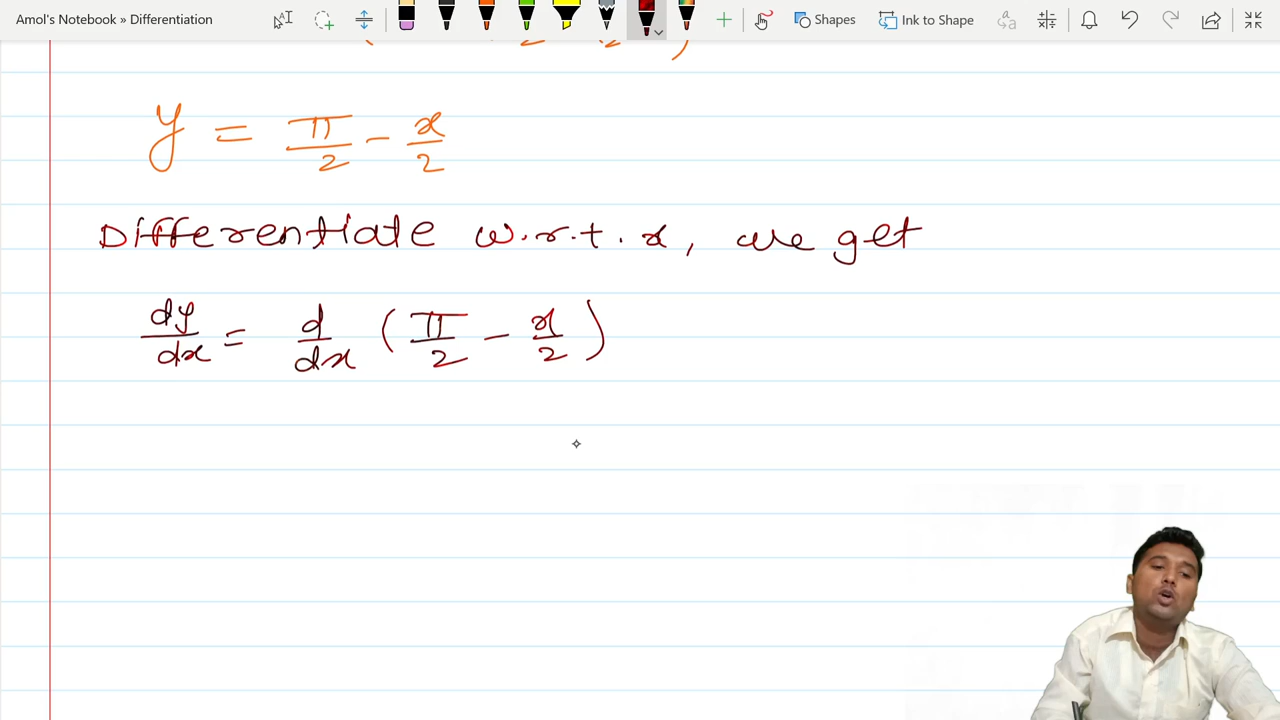 Amol's Notebook » Differentiation
Shapes
Ink to Shape
y = π/2 - x/2
Differentiate w.r.t. x, we get
dy/dx = d/dx (π/2 - x/2)